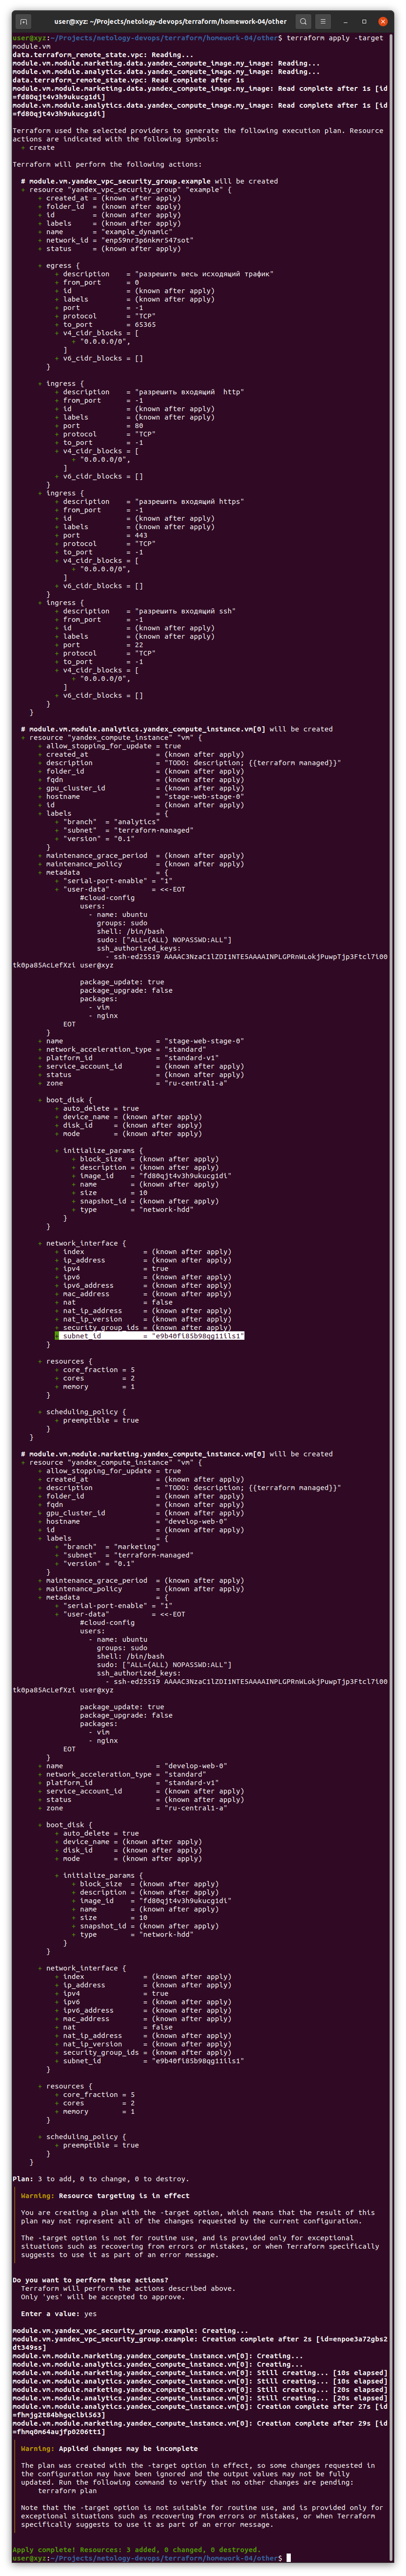 user@xyz: ~/Projects/netology-devops/terraform/homework-04/other
user@xyz:~/Projects/netology-devops/terraform/homework-04/other$ terraform apply -target
module.vm
data.terraform_remote_state.vpc: Reading...
module.vm.module.marketing.data.yandex_compute_image.my_image: Reading...
module.vm.module.analytics.data.yandex_compute_image.my_image: Reading...
data.terraform_remote_state.vpc: Read complete after 1s
module.vm.module.marketing.data.yandex_compute_image.my_image: Read complete after 1s [id
=fd80qjt4v3h9ukucg1di]
module.vm.module.analytics.data.yandex_compute_image.my_image: Read complete after 1s [id
=fd80qjt4v3h9ukucg1di]

Terraform used the selected providers to generate the following execution plan. Resource
actions are indicated with the following symbols:
  + create

Terraform will perform the following actions:

  # module.vm.yandex_vpc_security_group.example will be created
  + resource "yandex_vpc_security_group" "example" {
      + created_at = (known after apply)
      + folder_id  = (known after apply)
      + id         = (known after apply)
      + labels     = (known after apply)
      + name       = "example_dynamic"
      + network_id = "enp59nr3p6nkmr547sot"
      + status     = (known after apply)

      + egress {
          + description    = "разрешить весь исходящий трафик"
          + from_port      = 0
          + id             = (known after apply)
          + labels         = (known after apply)
          + port           = -1
          + protocol       = "TCP"
          + to_port        = 65365
          + v4_cidr_blocks = [
              + "0.0.0.0/0",
            ]
          + v6_cidr_blocks = []
        }

      + ingress {
          + description    = "разрешить входящий  http"
          + from_port      = -1
          + id             = (known after apply)
          + labels         = (known after apply)
          + port           = 80
          + protocol       = "TCP"
          + to_port        = -1
          + v4_cidr_blocks = [
              + "0.0.0.0/0",
            ]
          + v6_cidr_blocks = []
        }
      + ingress {
          + description    = "разрешить входящий https"
          + from_port      = -1
          + id             = (known after apply)
          + labels         = (known after apply)
          + port           = 443
          + protocol       = "TCP"
          + to_port        = -1
          + v4_cidr_blocks = [
              + "0.0.0.0/0",
            ]
          + v6_cidr_blocks = []
        }
      + ingress {
          + description    = "разрешить входящий ssh"
          + from_port      = -1
          + id             = (known after apply)
          + labels         = (known after apply)
          + port           = 22
          + protocol       = "TCP"
          + to_port        = -1
          + v4_cidr_blocks = [
              + "0.0.0.0/0",
            ]
          + v6_cidr_blocks = []
        }
    }

  # module.vm.module.analytics.yandex_compute_instance.vm[0] will be created
  + resource "yandex_compute_instance" "vm" {
      + allow_stopping_for_update = true
      + created_at                = (known after apply)
      + description               = "TODO: description; {{terraform managed}}"
      + folder_id                 = (known after apply)
      + fqdn                      = (known after apply)
      + gpu_cluster_id            = (known after apply)
      + hostname                  = "stage-web-stage-0"
      + id                        = (known after apply)
      + labels                    = {
          + "branch"  = "analytics"
          + "subnet"  = "terraform-managed"
          + "version" = "0.1"
        }
      + maintenance_grace_period  = (known after apply)
      + maintenance_policy        = (known after apply)
      + metadata                  = {
          + "serial-port-enable" = "1"
          + "user-data"          = <<-EOT
                #cloud-config
                users:
                  - name: ubuntu
                    groups: sudo
                    shell: /bin/bash
                    sudo: ["ALL=(ALL) NOPASSWD:ALL"]
                    ssh_authorized_keys:
                      - ssh-ed25519 AAAAC3NzaC1lZDI1NTE5AAAAINPLGPRnWLokjPuwpTjp3Ftcl7i00
tk0pa85AcLefXzi user@xyz

                package_update: true
                package_upgrade: false
                packages:
                  - vim
                  - nginx
            EOT
        }
      + name                      = "stage-web-stage-0"
      + network_acceleration_type = "standard"
      + platform_id               = "standard-v1"
      + service_account_id        = (known after apply)
      + status                    = (known after apply)
      + zone                      = "ru-central1-a"

      + boot_disk {
          + auto_delete = true
          + device_name = (known after apply)
          + disk_id     = (known after apply)
          + mode        = (known after apply)

          + initialize_params {
              + block_size  = (known after apply)
              + description = (known after apply)
              + image_id    = "fd80qjt4v3h9ukucg1di"
              + name        = (known after apply)
              + size        = 10
              + snapshot_id = (known after apply)
              + type        = "network-hdd"
            }
        }

      + network_interface {
          + index              = (known after apply)
          + ip_address         = (known after apply)
          + ipv4               = true
          + ipv6               = (known after apply)
          + ipv6_address       = (known after apply)
          + mac_address        = (known after apply)
          + nat                = false
          + nat_ip_address     = (known after apply)
          + nat_ip_version     = (known after apply)
          + security_group_ids = (known after apply)
          + subnet_id          = "e9b40fi85b98qg11ils1"
        }

      + resources {
          + core_fraction = 5
          + cores         = 2
          + memory        = 1
        }

      + scheduling_policy {
          + preemptible = true
        }
    }

  # module.vm.module.marketing.yandex_compute_instance.vm[0] will be created
  + resource "yandex_compute_instance" "vm" {
      + allow_stopping_for_update = true
      + created_at                = (known after apply)
      + description               = "TODO: description; {{terraform managed}}"
      + folder_id                 = (known after apply)
      + fqdn                      = (known after apply)
      + gpu_cluster_id            = (known after apply)
      + hostname                  = "develop-web-0"
      + id                        = (known after apply)
      + labels                    = {
          + "branch"  = "marketing"
          + "subnet"  = "terraform-managed"
          + "version" = "0.1"
        }
      + maintenance_grace_period  = (known after apply)
      + maintenance_policy        = (known after apply)
      + metadata                  = {
          + "serial-port-enable" = "1"
          + "user-data"          = <<-EOT
                #cloud-config
                users:
                  - name: ubuntu
                    groups: sudo
                    shell: /bin/bash
                    sudo: ["ALL=(ALL) NOPASSWD:ALL"]
                    ssh_authorized_keys:
                      - ssh-ed25519 AAAAC3NzaC1lZDI1NTE5AAAAINPLGPRnWLokjPuwpTjp3Ftcl7i00
tk0pa85AcLefXzi user@xyz

                package_update: true
                package_upgrade: false
                packages:
                  - vim
                  - nginx
            EOT
        }
      + name                      = "develop-web-0"
      + network_acceleration_type = "standard"
      + platform_id               = "standard-v1"
      + service_account_id        = (known after apply)
      + status                    = (known after apply)
      + zone                      = "ru-central1-a"

      + boot_disk {
          + auto_delete = true
          + device_name = (known after apply)
          + disk_id     = (known after apply)
          + mode        = (known after apply)

          + initialize_params {
              + block_size  = (known after apply)
              + description = (known after apply)
              + image_id    = "fd80qjt4v3h9ukucg1di"
              + name        = (known after apply)
              + size        = 10
              + snapshot_id = (known after apply)
              + type        = "network-hdd"
            }
        }

      + network_interface {
          + index              = (known after apply)
          + ip_address         = (known after apply)
          + ipv4               = true
          + ipv6               = (known after apply)
          + ipv6_address       = (known after apply)
          + mac_address        = (known after apply)
          + nat                = false
          + nat_ip_address     = (known after apply)
          + nat_ip_version     = (known after apply)
          + security_group_ids = (known after apply)
          + subnet_id          = "e9b40fi85b98qg11ils1"
        }

      + resources {
          + core_fraction = 5
          + cores         = 2
          + memory        = 1
        }

      + scheduling_policy {
          + preemptible = true
        }
    }

Plan: 3 to add, 0 to change, 0 to destroy.

Warning: Resource targeting is in effect

You are creating a plan with the -target option, which means that the result of this
plan may not represent all of the changes requested by the current configuration.

The -target option is not for routine use, and is provided only for exceptional
situations such as recovering from errors or mistakes, or when Terraform specifically
suggests to use it as part of an error message.

Do you want to perform these actions?
  Terraform will perform the actions described above.
  Only 'yes' will be accepted to approve.

  Enter a value: yes

module.vm.yandex_vpc_security_group.example: Creating...
module.vm.yandex_vpc_security_group.example: Creation complete after 2s [id=enpoe3a72gbs2
dt349ss]
module.vm.module.marketing.yandex_compute_instance.vm[0]: Creating...
module.vm.module.analytics.yandex_compute_instance.vm[0]: Creating...
module.vm.module.marketing.yandex_compute_instance.vm[0]: Still creating... [10s elapsed]
module.vm.module.analytics.yandex_compute_instance.vm[0]: Still creating... [10s elapsed]
module.vm.module.marketing.yandex_compute_instance.vm[0]: Still creating... [20s elapsed]
module.vm.module.analytics.yandex_compute_instance.vm[0]: Still creating... [20s elapsed]
module.vm.module.analytics.yandex_compute_instance.vm[0]: Creation complete after 27s [id
=fhmjg2t84bhgqclbi563]
module.vm.module.marketing.yandex_compute_instance.vm[0]: Creation complete after 29s [id
=fhmq0m64aujfp0206tt1]

Warning: Applied changes may be incomplete

The plan was created with the -target option in effect, so some changes requested in
the configuration may have been ignored and the output values may not be fully
updated. Run the following command to verify that no other changes are pending:
    terraform plan

Note that the -target option is not suitable for routine use, and is provided only for
exceptional situations such as recovering from errors or mistakes, or when Terraform
specifically suggests to use it as part of an error message.

Apply complete! Resources: 3 added, 0 changed, 0 destroyed.
user@xyz:~/Projects/netology-devops/terraform/homework-04/other$